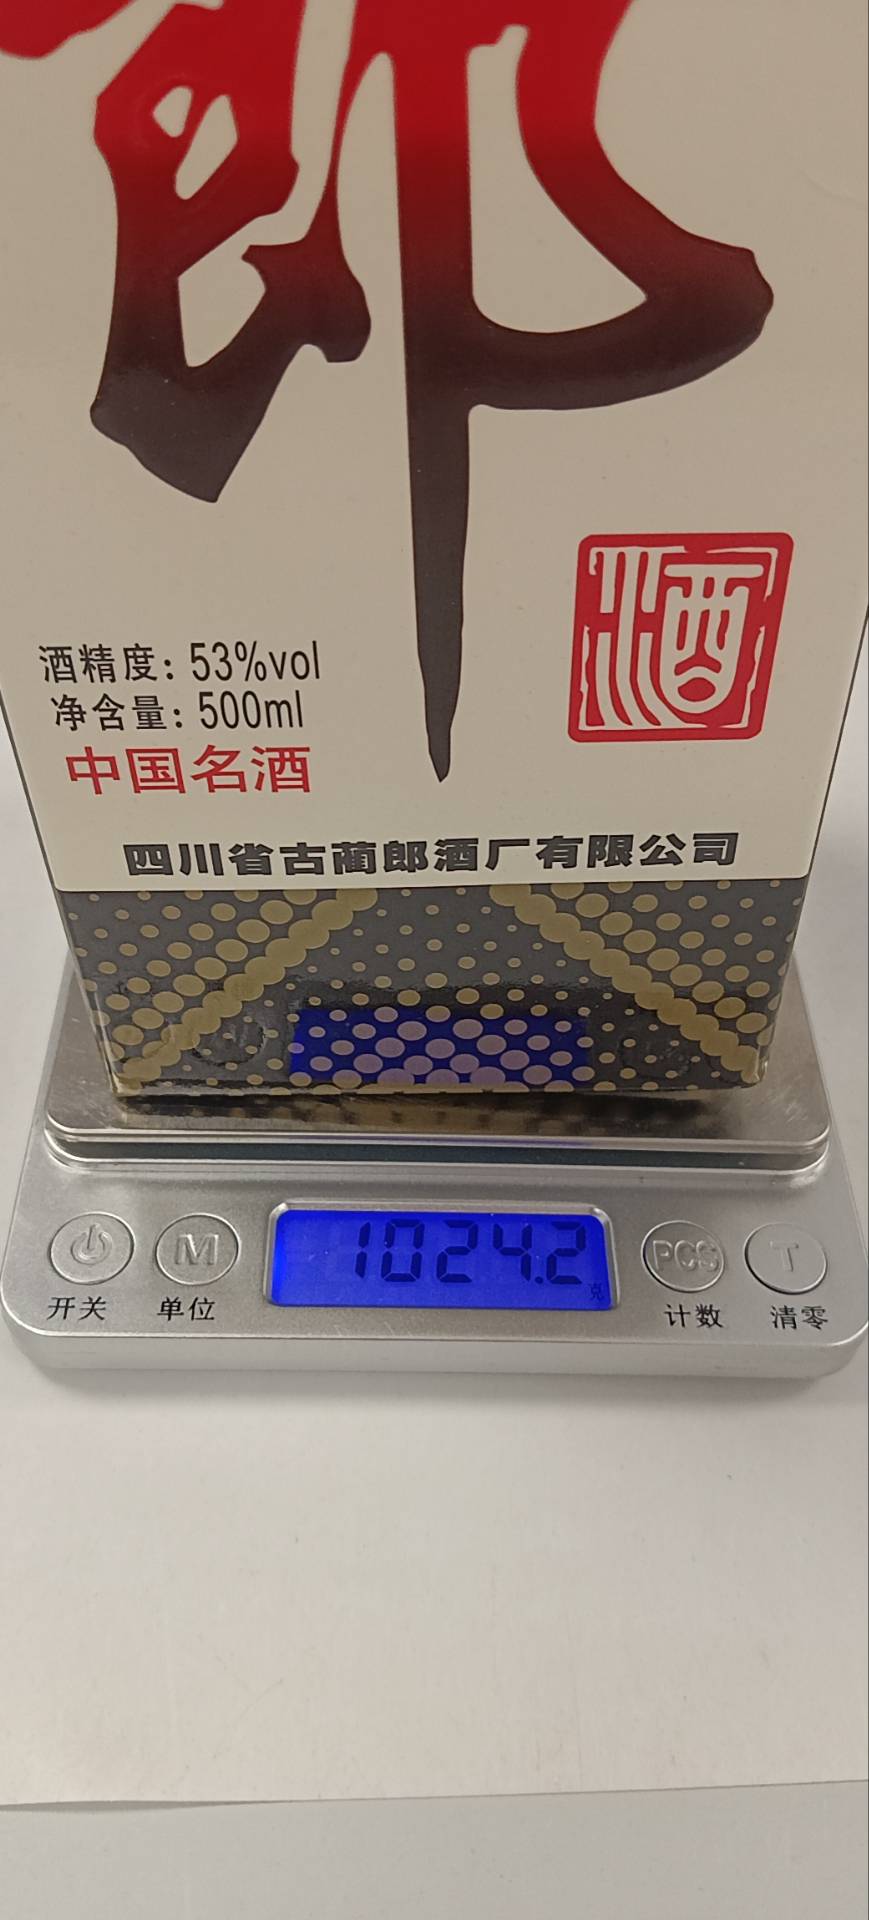 郎
酒
酒精度: 53%vol
净含量: 500ml
中国名酒
四川省古蔺郎酒厂有限公司
1024.2
克
M
PCS
T
开关
单位
计数
清零